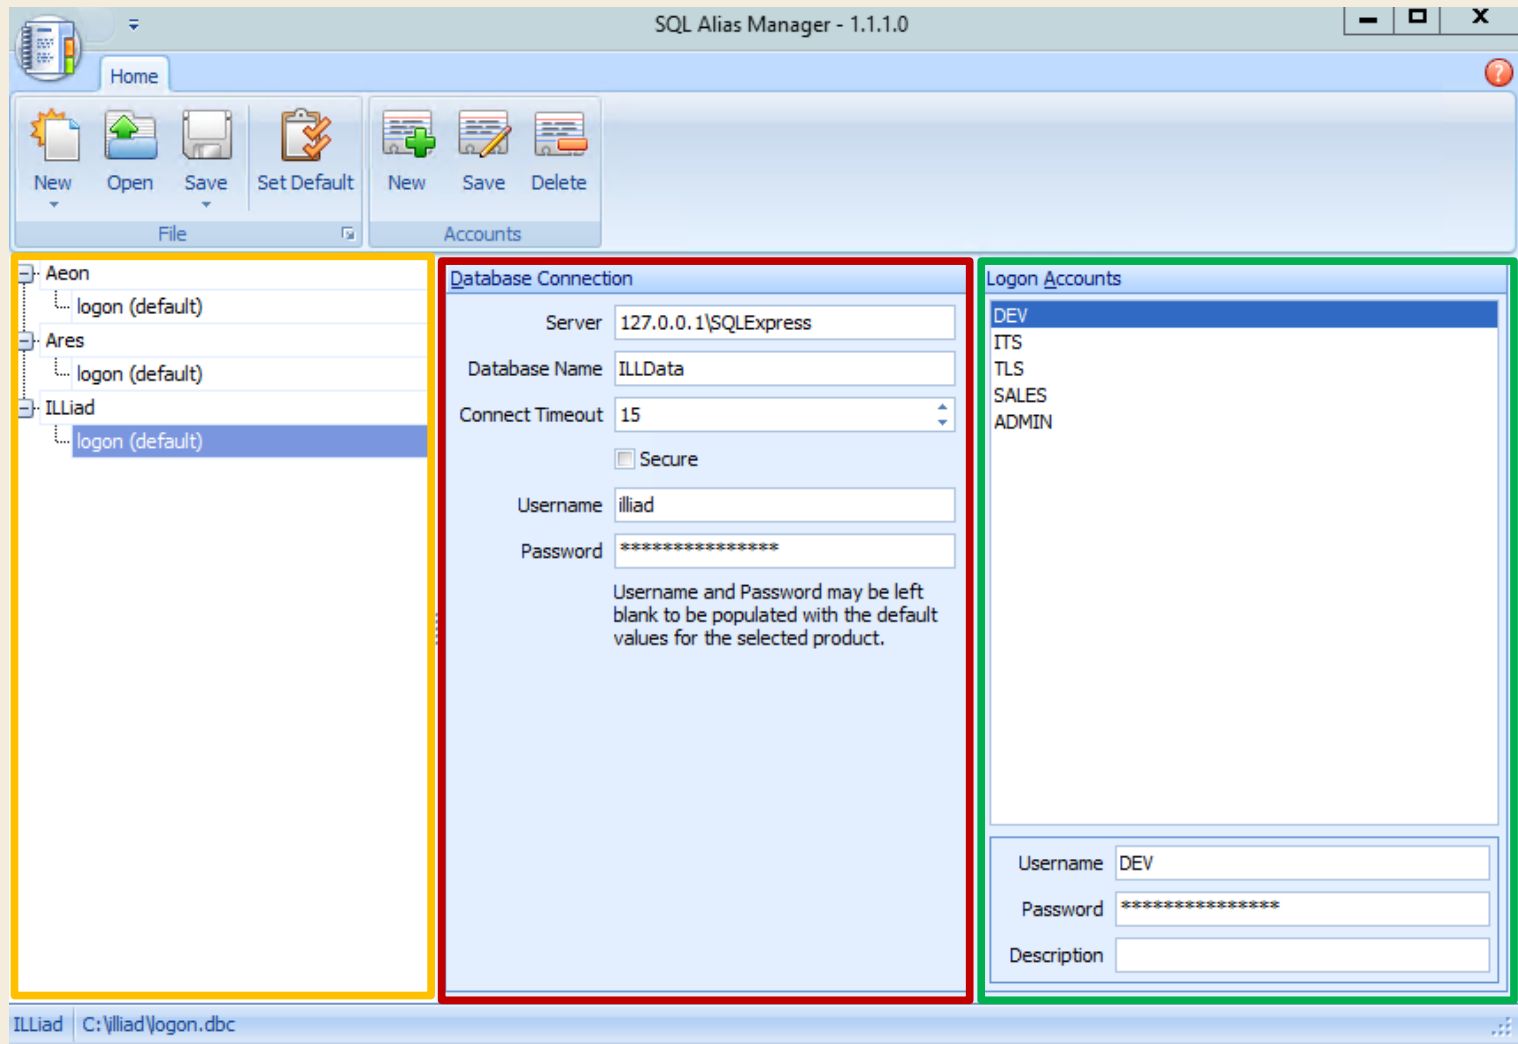 SQL Alias Manager - 1.1.1.0
Home
New
Open
Save
Set Default
New
Save
Delete
File
Accounts
Aeon
logon (default)
Ares
logon (default)
ILLiad
logon (default)
Database Connection
Server 127.0.0.1\SQLExpress
Database Name ILLData
Connect Timeout 15
Secure
Username illiad
Password ***************
Username and Password may be left
blank to be populated with the default
values for the selected product.
Logon Accounts
DEV
ITS
TLS
SALES
ADMIN
Username DEV
Password ***************
Description
ILLiad C:\illiad\logon.dbc